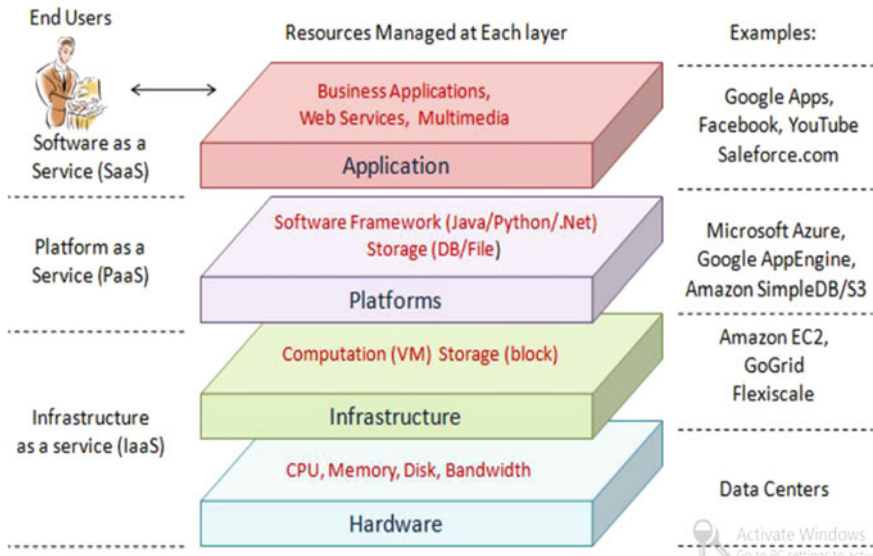 End Users
Resources Managed at Each layer
Examples:
Business Applications,
Web Services, Multimedia
Application
Software as a
Service (SaaS)
Google Apps,
Facebook, YouTube
Saleforce.com
Software Framework (Java/Python/.Net)
Storage (DB/File)
Platforms
Platform as a
Service (PaaS)
Microsoft Azure,
Google AppEngine,
Amazon SimpleDB/S3
Computation (VM) Storage (block)
Infrastructure
Amazon EC2,
GoGrid
Flexiscale
Infrastructure
as a service (IaaS)
CPU, Memory, Disk, Bandwidth
Hardware
Data Centers
Activate Windows